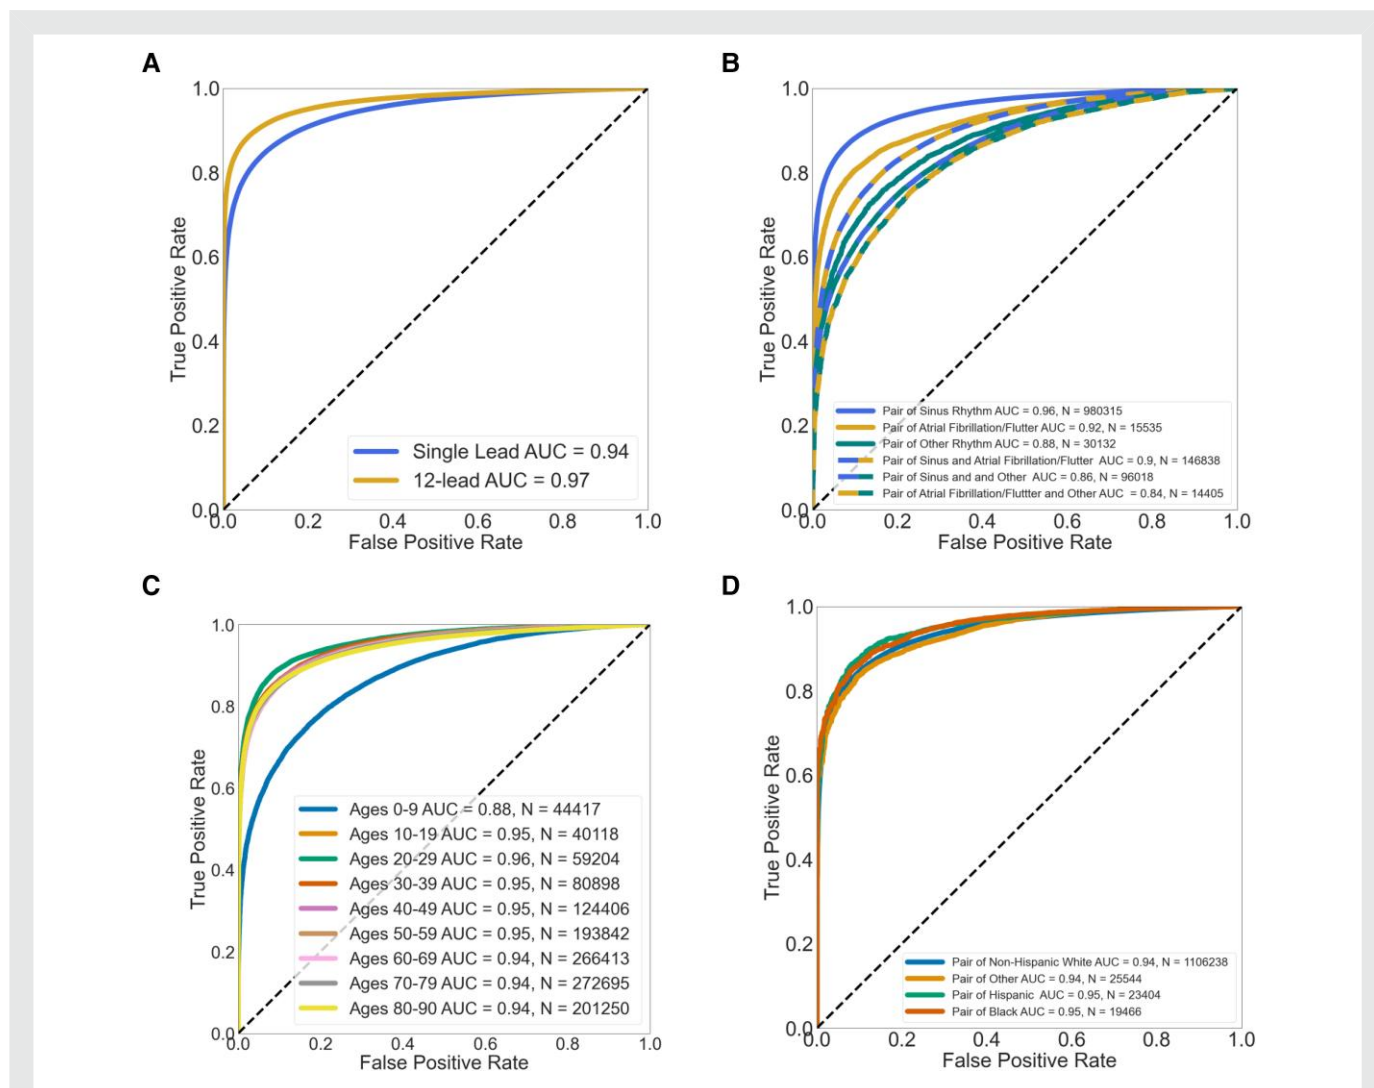 A
1.0
0.8
0.6
0.4
0.2
0.0
True Positive Rate
Single Lead AUC = 0.94
12-lead AUC = 0.97
0.0 0.2 0.4 0.6 0.8 1.0
False Positive Rate
B
1.0
0.8
0.6
0.4
0.2
0.0
True Positive Rate
Pair of Sinus Rhythm AUC = 0.96, N = 980315
Pair of Atrial Fibrillation/Flutter AUC = 0.92, N = 15535
Pair of Other Rhythm AUC = 0.88, N = 30132
Pair of Sinus and Atrial Fibrillation/Flutter AUC = 0.9, N = 146838
Pair of Sinus and and Other AUC = 0.86, N = 96018
Pair of Atrial Fibrillation/Fluttter and Other AUC = 0.84, N = 14405
0.0 0.2 0.4 0.6 0.8 1.0
False Positive Rate
C
1.0
0.8
0.6
0.4
0.2
0.0
True Positive Rate
Ages 0-9 AUC = 0.88, N = 44417
Ages 10-19 AUC = 0.95, N = 40118
Ages 20-29 AUC = 0.96, N = 59204
Ages 30-39 AUC = 0.95, N = 80898
Ages 40-49 AUC = 0.95, N = 124406
Ages 50-59 AUC = 0.95, N = 193842
Ages 60-69 AUC = 0.94, N = 266413
Ages 70-79 AUC = 0.94, N = 272695
Ages 80-90 AUC = 0.94, N = 201250
0.0 0.2 0.4 0.6 0.8 1.0
False Positive Rate
D
1.0
0.8
0.6
0.4
0.2
0.0
True Positive Rate
Pair of Non-Hispanic White AUC = 0.94, N = 1106238
Pair of Other AUC = 0.94, N = 25544
Pair of Hispanic AUC = 0.95, N = 23404
Pair of Black AUC = 0.95, N = 19466
0.0 0.2 0.4 0.6 0.8 1.0
False Positive Rate